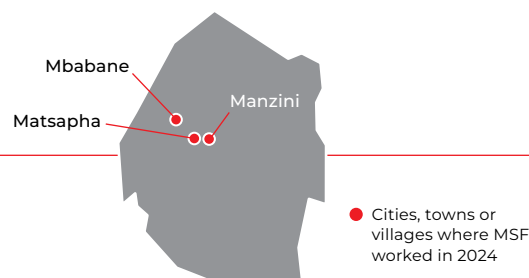 Mbabane
Manzini
Matsapha
Cities, towns or
villages where MSF
worked in 2024